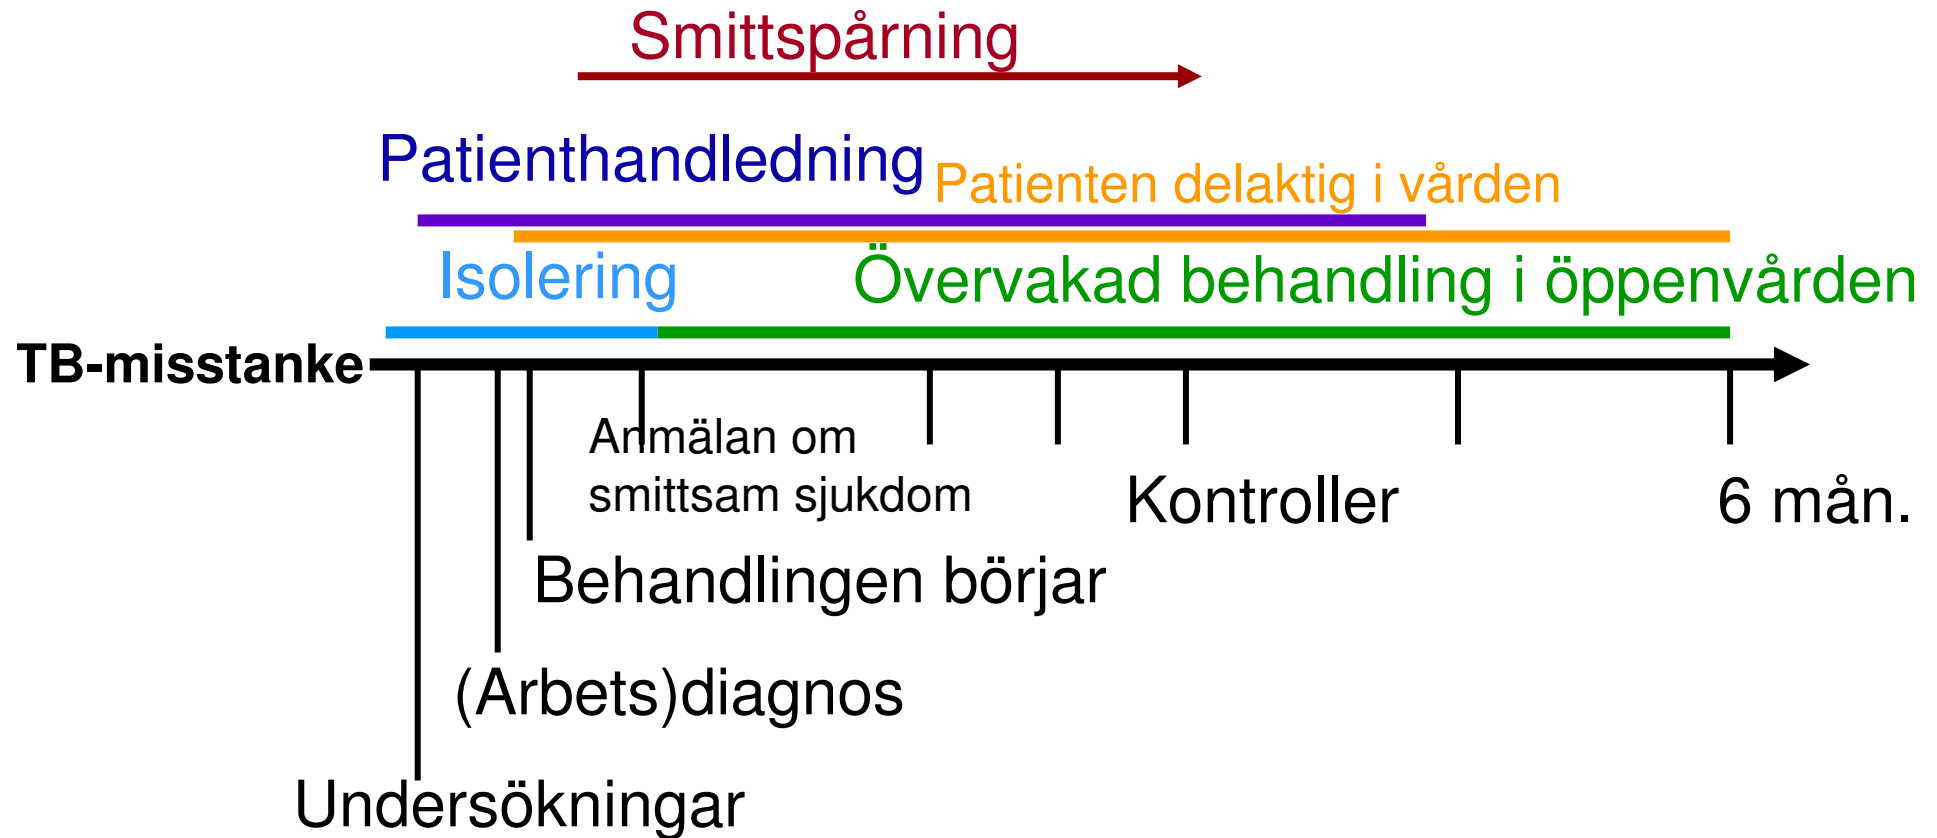 Smittspårning
Patienthandledning
Patienten delaktig i vården
Isolering
Övervakad behandling i öppenvården
TB-misstanke
Anmälan om
smittsam sjukdom
Kontroller
6 mån.
Behandlingen börjar
(Arbets)diagnos
Undersökningar